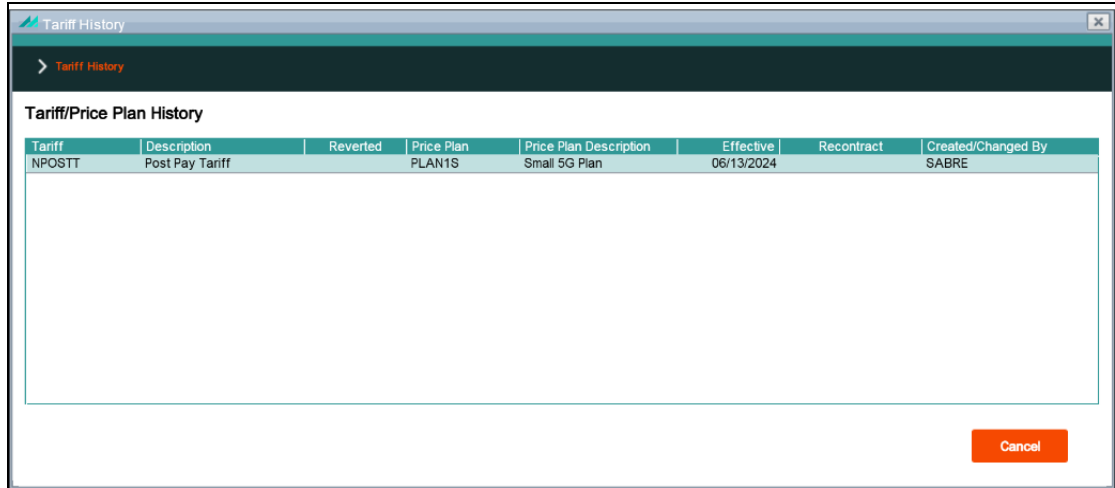 Tariff History
Tariff History
Tariff/Price Plan History
Tariff Description Reverted Price Plan Price Plan Description Effective Recontract Created/Changed By
NPOSTT Post Pay Tariff PLAN1S Small 5G Plan 06/13/2024 SABRE
Cancel